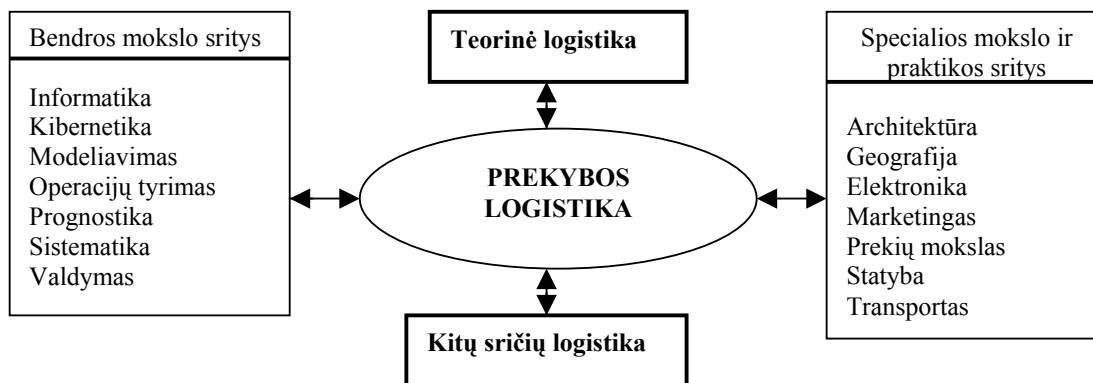 Bendros mokslo sritys
Informatika
Kibernetika
Modeliavimas
Operacijų tyrimas
Prognostika
Sistematika
Valdymas
Teorinė logistika
PREKYBOS
LOGISTIKA
Kitų sričių logistika
Specialios mokslo ir
praktikos sritys
Architektūra
Geografija
Elektronika
Marketingas
Prekių mokslas
Statyba
Transportas